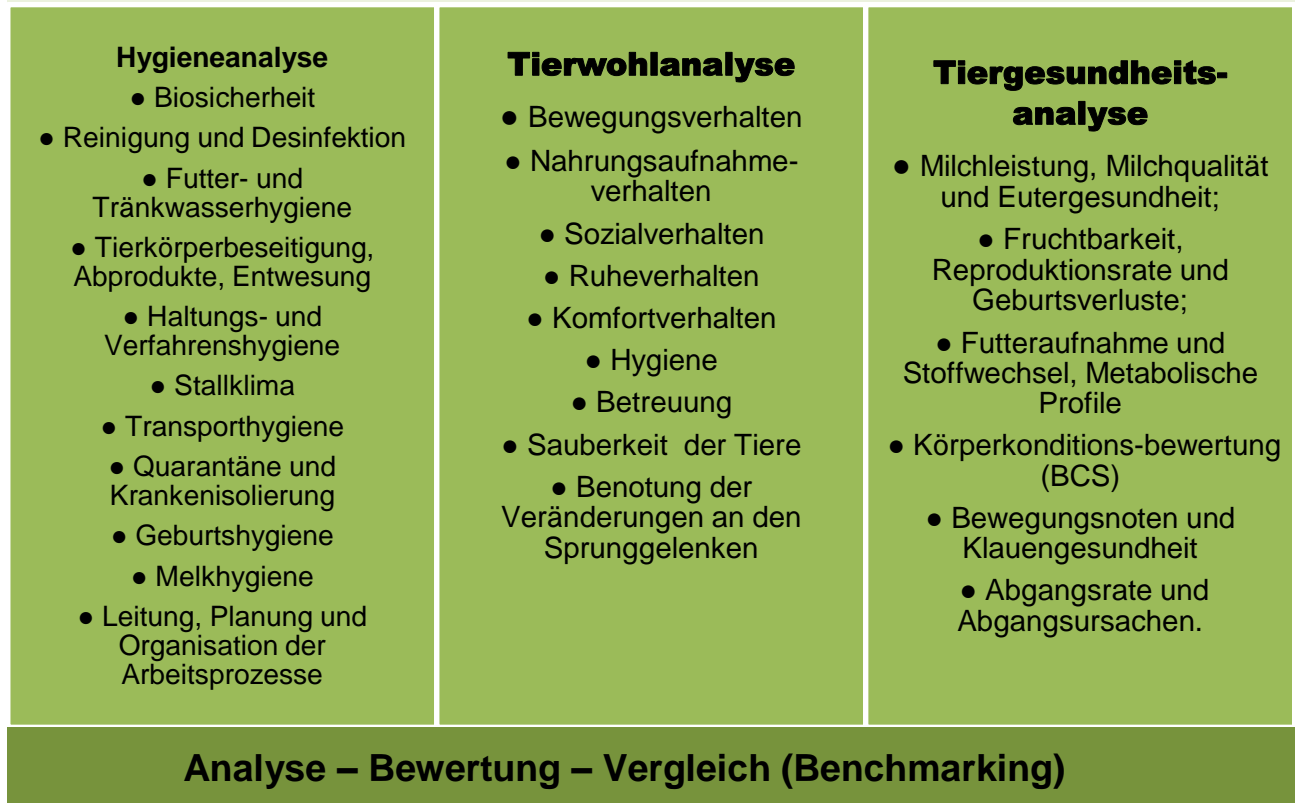 Hygieneanalyse
● Biosicherheit
● Reinigung und Desinfektion
● Futter- und
Tränkwasserhygiene
● Tierkörperbeseitigung,
Abprodukte, Entwesung
● Haltungs- und
Verfahrenshygiene
● Stallklima
● Transporthygiene
● Quarantäne und
Krankenisolierung
● Geburtshygiene
● Melkhygiene
● Leitung, Planung und
Organisation der
Arbeitsprozesse
Tierwohlanalyse
● Bewegungsverhalten
● Nahrungsaufnahme-
verhalten
● Sozialverhalten
● Ruheverhalten
● Komfortverhalten
● Hygiene
● Betreuung
● Sauberkeit  der Tiere
● Benotung der
Veränderungen an den
Sprunggelenken
Tiergesundheits-
analyse
● Milchleistung, Milchqualität
und Eutergesundheit;
● Fruchtbarkeit,
Reproduktionsrate und
Geburtsverluste;
● Futteraufnahme und
Stoffwechsel, Metabolische
Profile
● Körperkonditions-bewertung
(BCS)
● Bewegungsnoten und
Klauengesundheit
● Abgangsrate und
Abgangsursachen.
Analyse – Bewertung – Vergleich (Benchmarking)